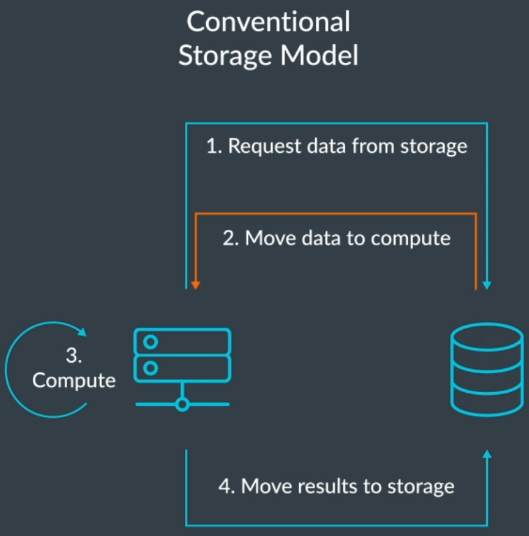 Conventional
Storage Model
1. Request data from storage
2. Move data to compute
3.
Compute
4. Move results to storage